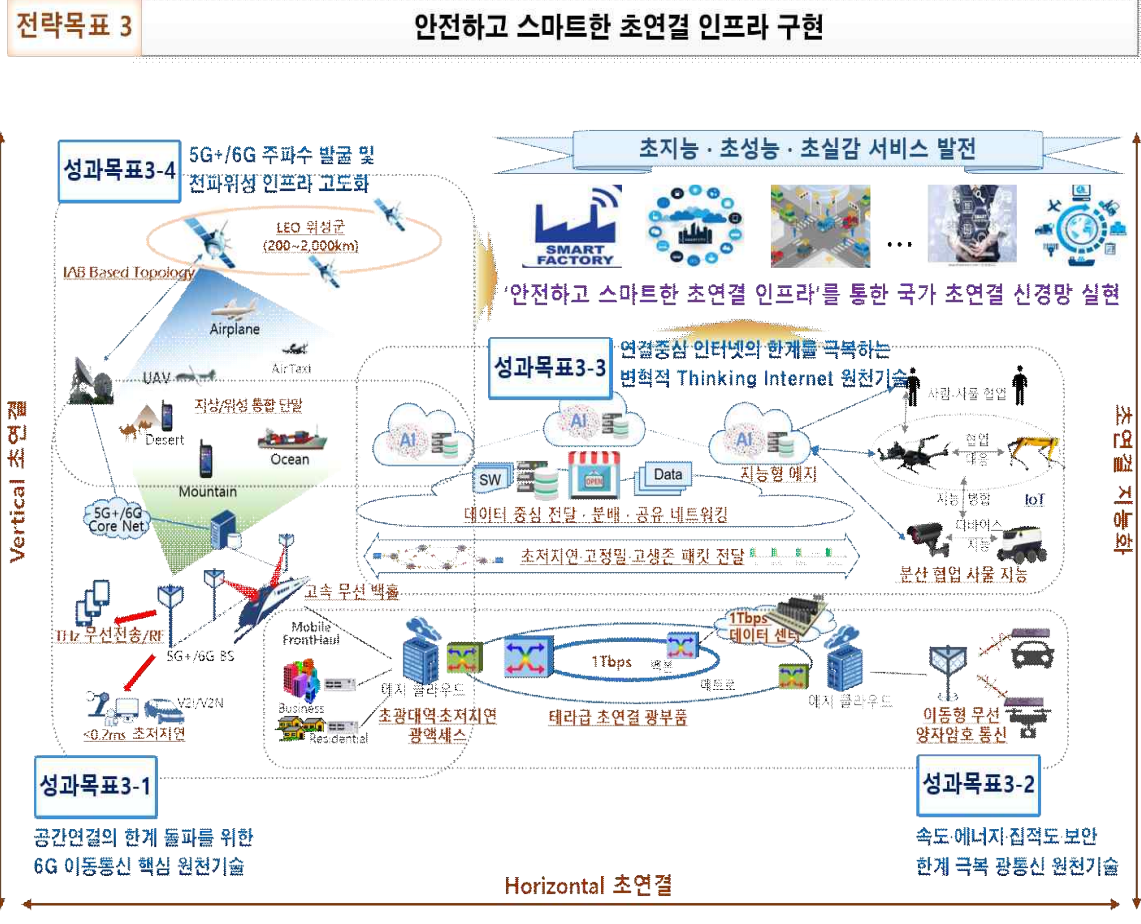 전략목표 3
안전하고 스마트한 초연결 인프라 구현
성과목표3-4
5G+/6G 주파수 발굴 및
전파위성 인프라 고도화
초지능 · 초성능 · 초실감 서비스 발전
LEO 위성군
(200~2,000km)
IAB Based Topology
SMART
FACTORY
...
'안전하고 스마트한 초연결 인프라'를 통한 국가 초연결 신경망 실현
Airplane
Air Taxi
UAV
지상/위성 통합 단말
Desert
Ocean
Mountain
5G+/6G
Core Net
성과목표3-3
연결중심 인터넷의 한계를 극복하는
변혁적 Thinking Internet 원천기술
사람·사물 협업
AI
AI
AI
지능형 에지
협업
대응
SW
OPEN
Data
데이터 중심 전달 · 분배 · 공유 네트워킹
지능
병합
IoT
디바이스
지능
초저지연·고정밀·고생존 패킷 전달
분산 협업 사물 지능
Vertical 초연결
초연결 지능화
고속 무선 백홀
THz 무선전송/RF
5G+/6G BS
V2I/V2N
<0.2ms 초저지연
Mobile
FrontHaul
Business
Residential
에지 클라우드
초광대역·초저지연
광액세스
1Tbps
백본
메트로
테라급 초연결 광부품
1Tbps
데이터 센터
에지 클라우드
이동형 무선
양자암호 통신
성과목표3-1
공간연결의 한계 돌파를 위한
6G 이동통신 핵심 원천기술
성과목표3-2
속도·에너지·집적도·보안
한계 극복 광통신 원천기술
Horizontal 초연결